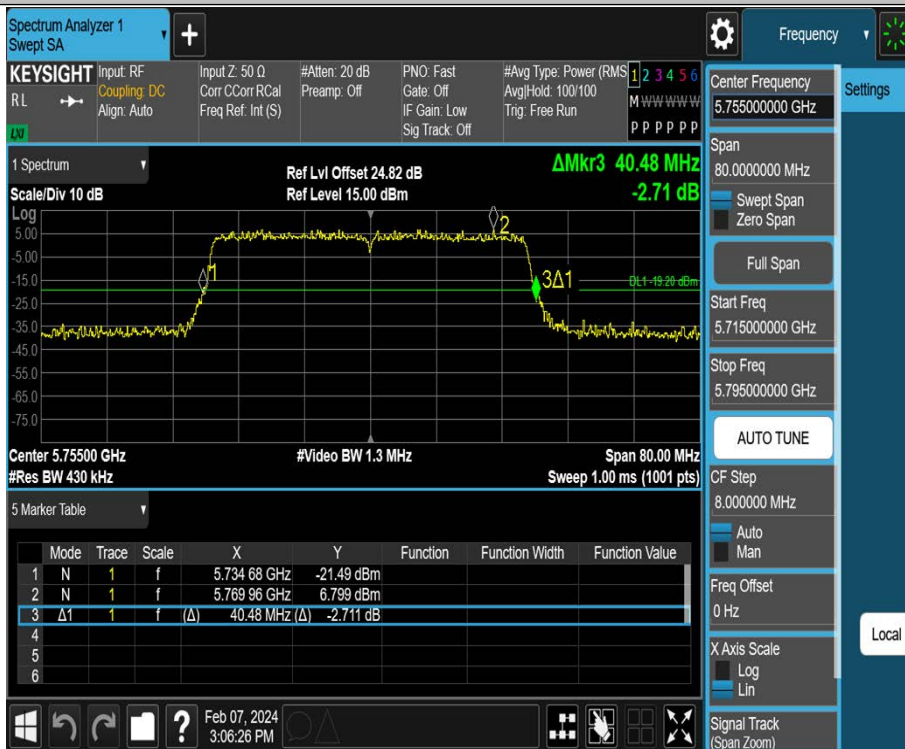 Spectrum Analyzer 1
Swept SA
+
Frequency
KEYSIGHT
RL
LXI
Input: RF
Coupling: DC
Align: Auto
Input Z: 50 Ω
Corr CCorr RCal
Freq Ref: Int (S)
#Atten: 20 dB
Preamp: Off
PNO: Fast
Gate: Off
IF Gain: Low
Sig Track: Off
#Avg Type: Power (RMS
Avg|Hold: 100/100
Trig: Free Run
1 2 3 4 5 6
M W W W W W
P P P P P P
Settings
1 Spectrum
Scale/Div 10 dB
Ref Lvl Offset 24.82 dB
Ref Level 15.00 dBm
ΔMkr3 40.48 MHz
-2.71 dB
Log
5.00
-5.00
-15.0
-25.0
-35.0
-45.0
-55.0
-65.0
-75.0
1
2
3Δ1
DL1 -19.20 dBm
Center 5.75500 GHz
#Res BW 430 kHz
#Video BW 1.3 MHz
Span 80.00 MHz
Sweep 1.00 ms (1001 pts)
5 Marker Table
Mode Trace Scale X Y Function Function Width Function Value
1 N 1 f 5.734 68 GHz -21.49 dBm
2 N 1 f 5.769 96 GHz 6.799 dBm
3 Δ1 1 f (Δ) 40.48 MHz (Δ) -2.711 dB
4
5
6
Center Frequency
5.755000000 GHz
Span
80.0000000 MHz
Swept Span
Zero Span
Full Span
Start Freq
5.715000000 GHz
Stop Freq
5.795000000 GHz
AUTO TUNE
CF Step
8.000000 MHz
Auto
Man
Freq Offset
0 Hz
X Axis Scale
Log
Lin
Signal Track
(Span Zoom)
Local
?
Feb 07, 2024
3:06:26 PM